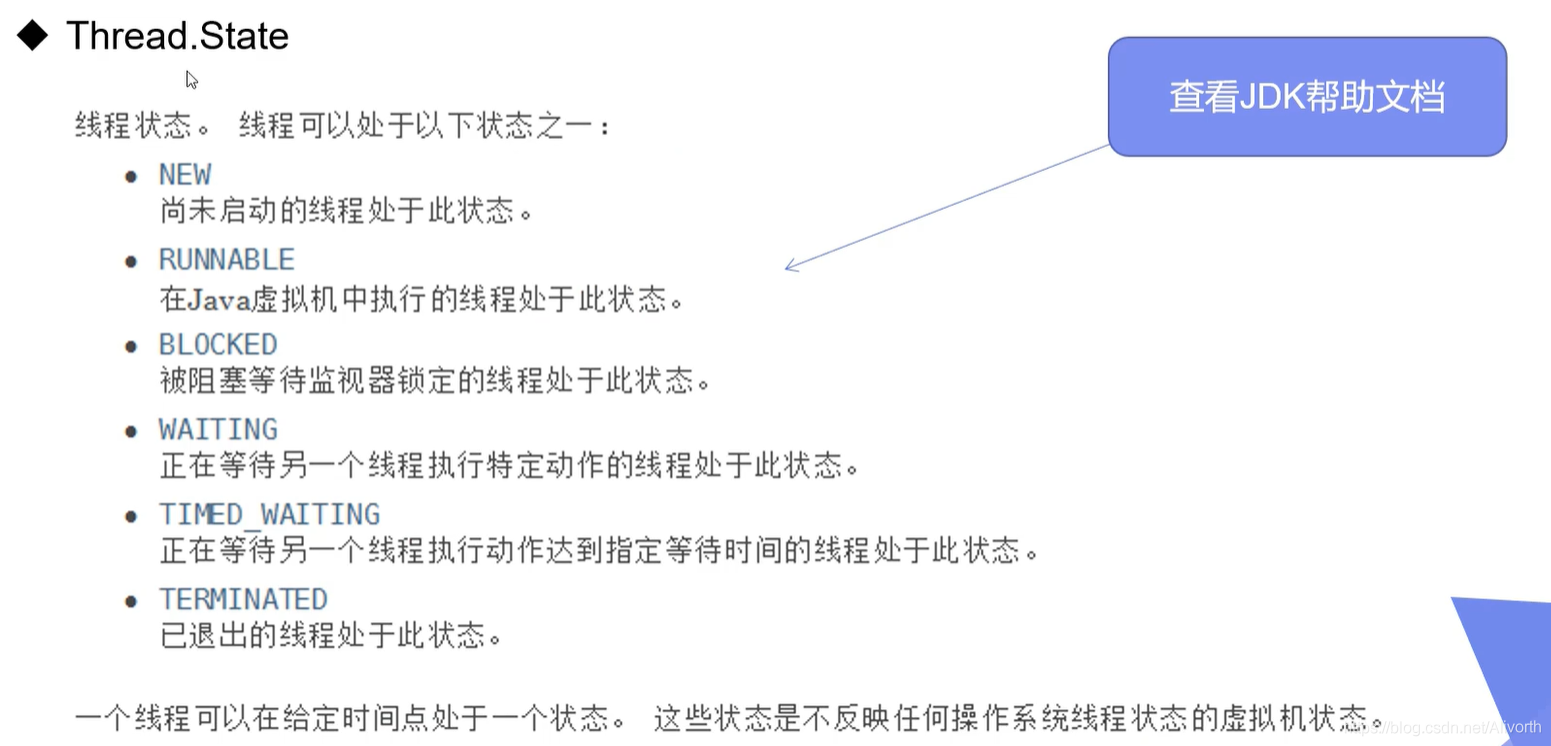 Thread.State
查看JDK帮助文档
线程状态。 线程可以处于以下状态之一：
NEW
尚未启动的线程处于此状态。
RUNNABLE
在Java虚拟机中执行的线程处于此状态。
BLOCKED
被阻塞等待监视器锁定的线程处于此状态。
WAITING
正在等待另一个线程执行特定动作的线程处于此状态。
TIMED_WAITING
正在等待另一个线程执行动作达到指定等待时间的线程处于此状态。
TERMINATED
已退出的线程处于此状态。
一个线程可以在给定时间点处于一个状态。 这些状态是不反映任何操作系统线程状态的虚拟机状态。